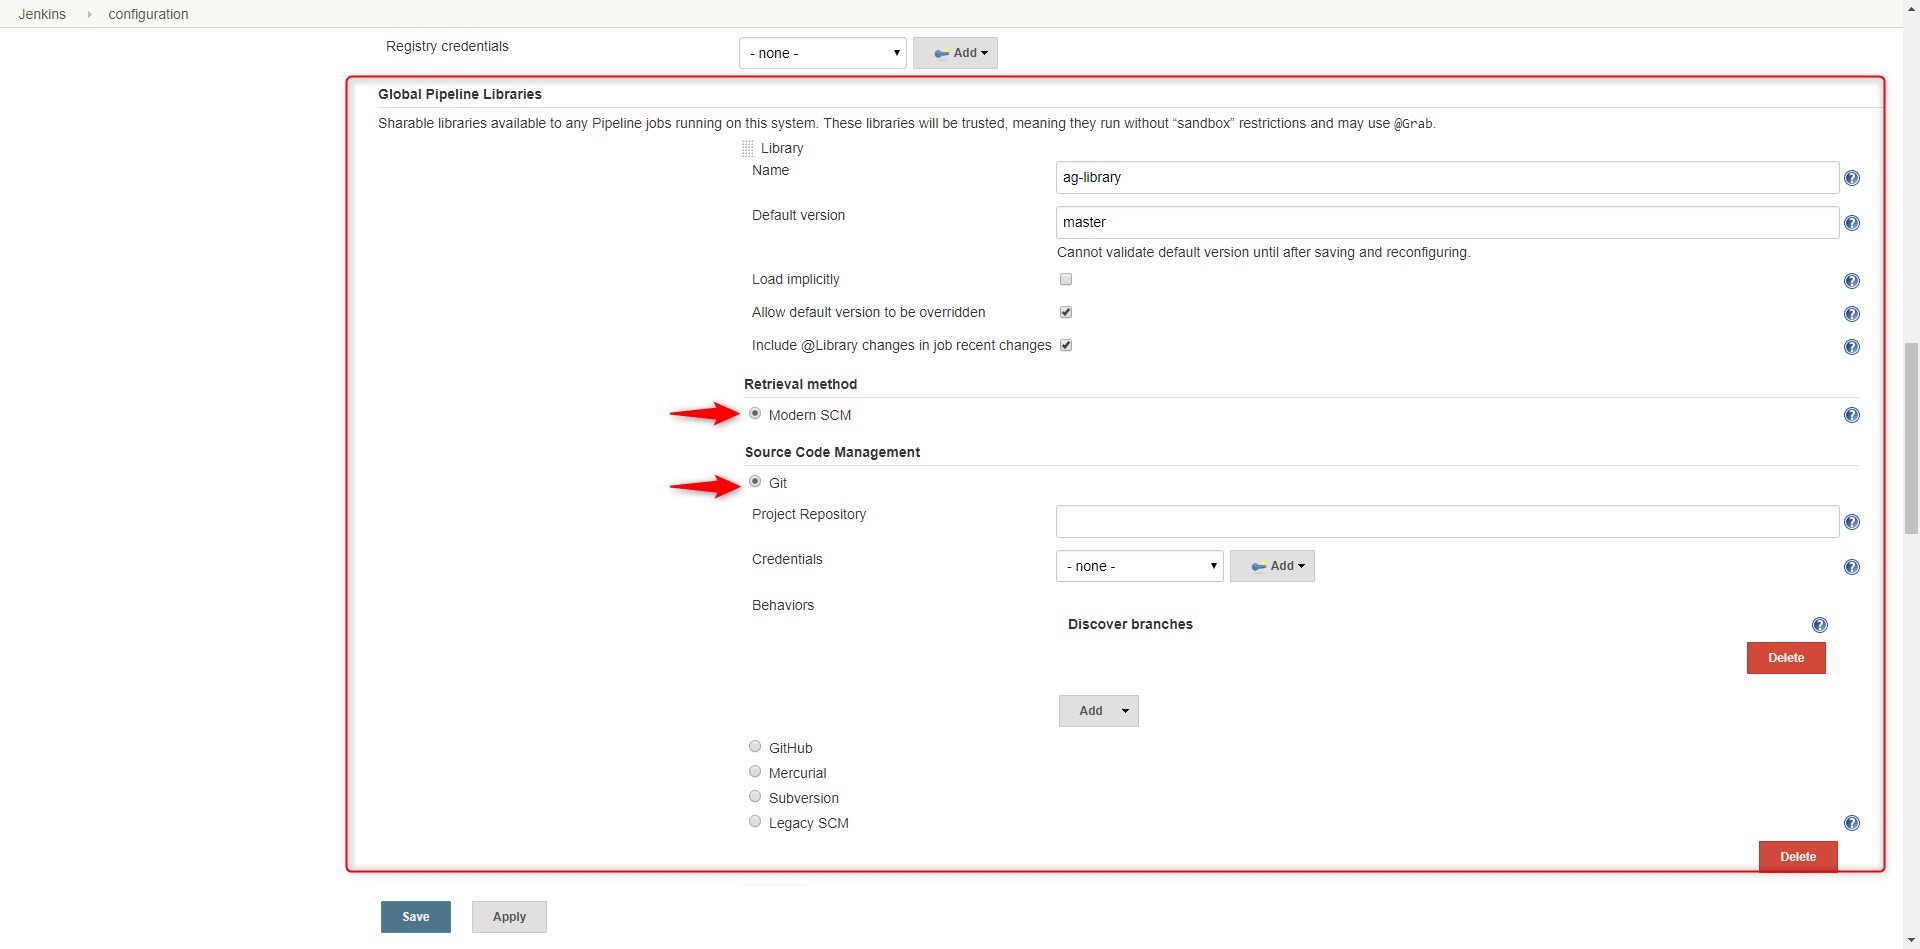 Jenkins configuration
Registry credentials - none - Add
Global Pipeline Libraries
Sharable libraries available to any Pipeline jobs running on this system. These libraries will be trusted, meaning they run without “sandbox” restrictions and may use @Grab.
Library
Name ag-library
Default version master
Cannot validate default version until after saving and reconfiguring.
Load implicitly
Allow default version to be overridden
Include @Library changes in job recent changes
Retrieval method
Modern SCM
Source Code Management
Git
Project Repository
Credentials - none - Add
Behaviors
Discover branches
Delete
Add
GitHub
Mercurial
Subversion
Legacy SCM
Delete
Save Apply